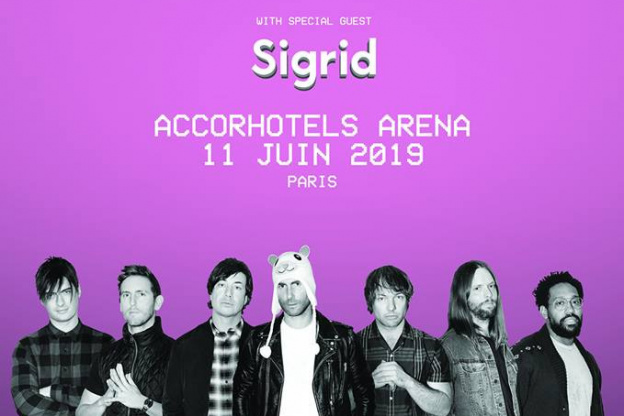 WITH SPECIAL GUEST
Sigrid
ACCORHOTELS ARENA
11 JUIN 2019
PARIS